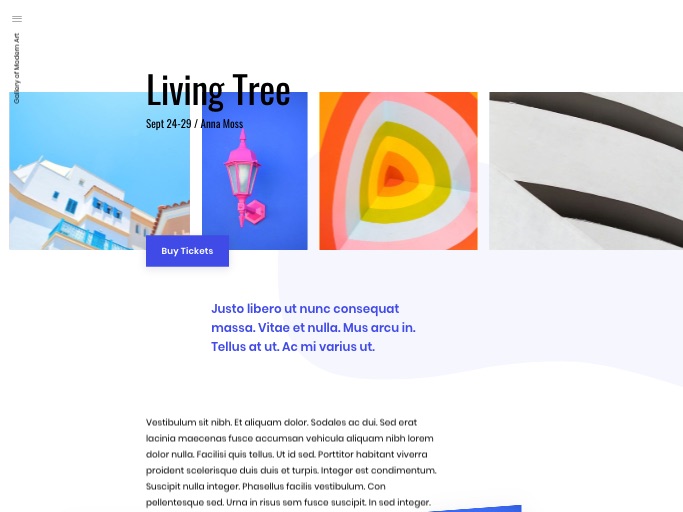 Gallery of Modern Art
Living Tree
Sept 24-29 / Anna Moss
Buy Tickets
Justo libero ut nunc consequat
massa. Vitae et nulla. Mus arcu in.
Tellus at ut. Ac mi varius ut.
Vestibulum sit nibh. Et aliquam dolor. Sodales ac dui. Sed erat
lacinia maecenas fusce accumsan vehicula aliquam nibh lorem
dolor nulla. Facilisi quis tellus. Ut id sed. Porttitor habitant viverra
proident scelerisque duis duis et turpis. Integer est condimentum.
Suscipit nulla integer. Phasellus facilis vestibulum. Con
pellentesque sed. Urna in risus sem fusce suscipit. In sed integer.